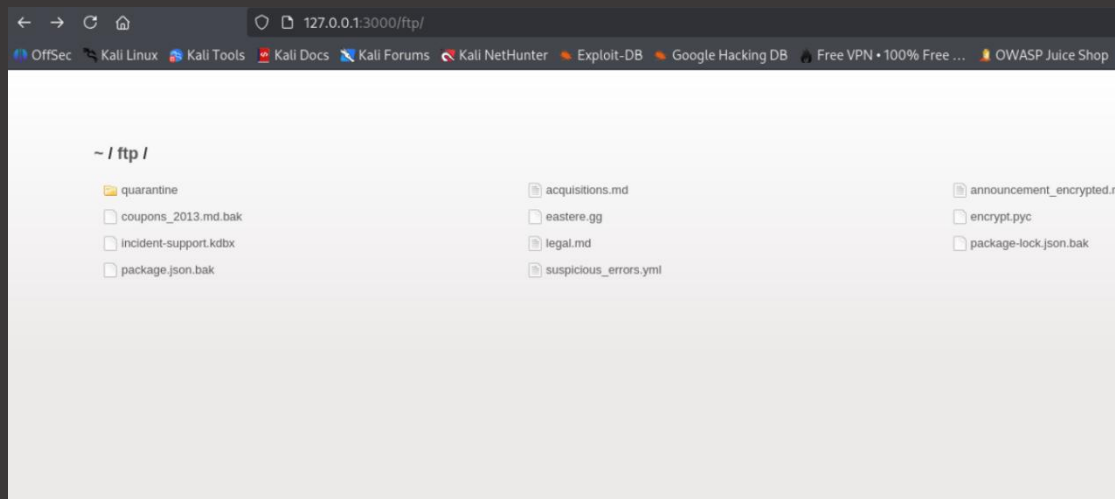 127.0.0.1:3000/ftp/
OffSec Kali Linux Kali Tools Kali Docs Kali Forums Kali NetHunter Exploit-DB Google Hacking DB Free VPN • 100% Free ... OWASP Juice Shop
~ / ftp /
quarantine acquisitions.md announcement_encrypted.m
coupons_2013.md.bak eastere.gg encrypt.pyc
incident-support.kdbx legal.md package-lock.json.bak
package.json.bak suspicious_errors.yml